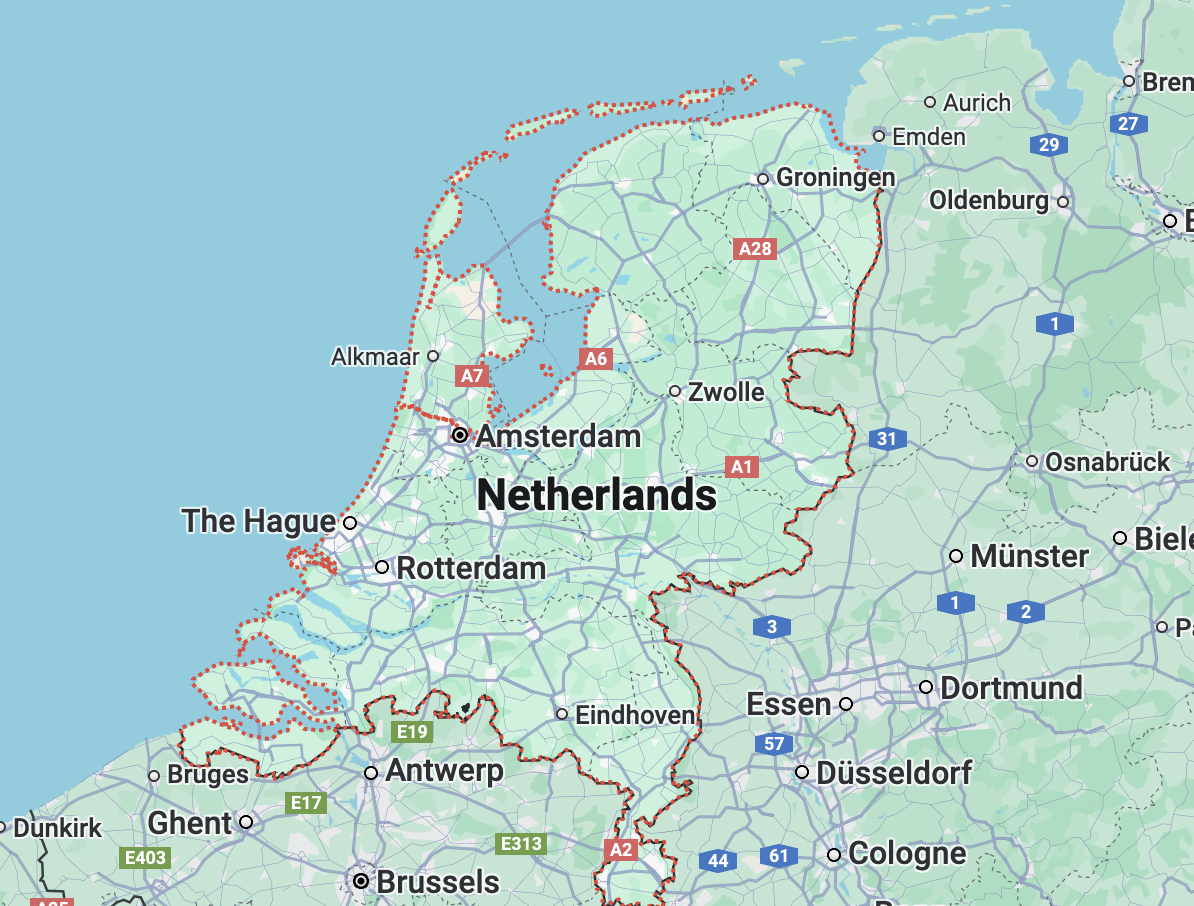 Bren
Aurich
27
Emden
29
Groningen
Oldenburg
A28
1
Alkmaar
A6
A7
Zwolle
Amsterdam
31
A1
Osnabrück
Netherlands
The Hague
Biele
Münster
Rotterdam
1
2
3
Essen
Dortmund
Eindhoven
E19
57
Bruges
Antwerp
Düsseldorf
E17
Ghent
Dunkirk
E403
E313
A2
44
61
Cologne
Brussels